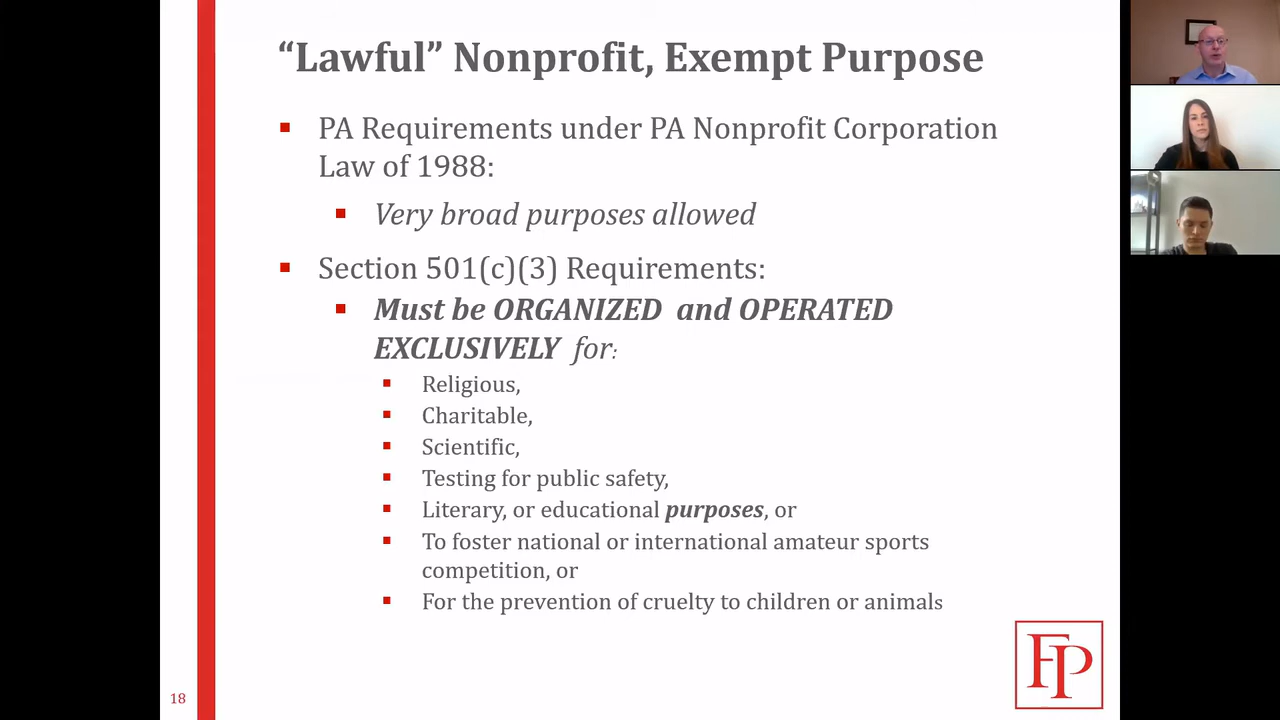 “Lawful” Nonprofit, Exempt Purpose
PA Requirements under PA Nonprofit Corporation
Law of 1988:
Very broad purposes allowed
Section 501(c)(3) Requirements:
Must be ORGANIZED and OPERATED
EXCLUSIVELY for:
Religious,
Charitable,
Scientific,
Testing for public safety,
Literary, or educational purposes, or
To foster national or international amateur sports
competition, or
For the prevention of cruelty to children or animals
FP
18